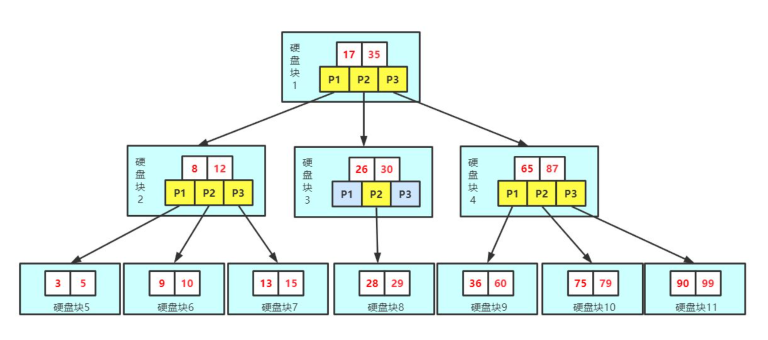 硬盘块1
17 35
P1 P2 P3
硬盘块2
8 12
P1 P2 P3
硬盘块3
26 30
P1 P2 P3
硬盘块4
65 87
P1 P2 P3
3 5
硬盘块5
9 10
硬盘块6
13 15
硬盘块7
28 29
硬盘块8
36 60
硬盘块9
75 79
硬盘块10
90 99
硬盘块11